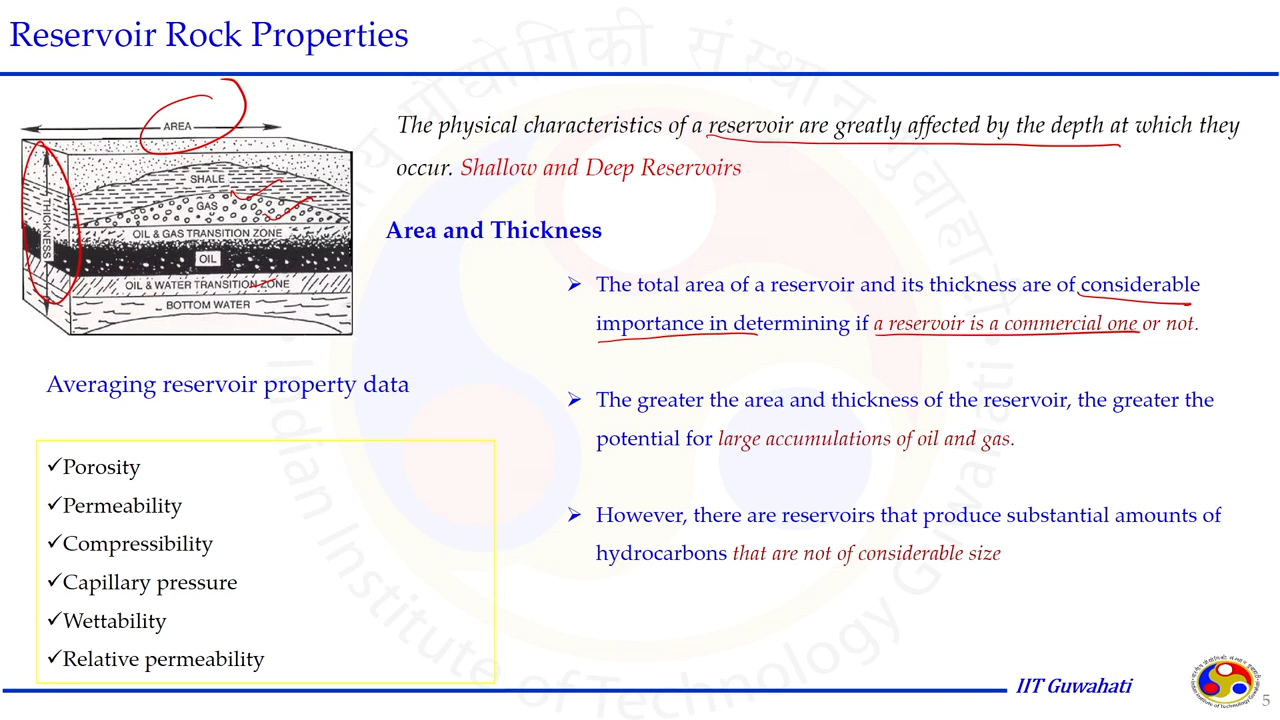 Reservoir Rock Properties
AREA
THICKNESS
SHALE
GAS
OIL & GAS TRANSITION ZONE
OIL
OIL & WATER TRANSITION ZONE
BOTTOM WATER
The physical characteristics of a reservoir are greatly affected by the depth at which they
occur. Shallow and Deep Reservoirs
Area and Thickness
➢ The total area of a reservoir and its thickness are of considerable
importance in determining if a reservoir is a commercial one or not.
➢ The greater the area and thickness of the reservoir, the greater the
potential for large accumulations of oil and gas.
➢ However, there are reservoirs that produce substantial amounts of
hydrocarbons that are not of considerable size
Averaging reservoir property data
✓Porosity
✓Permeability
✓Compressibility
✓Capillary pressure
✓Wettability
✓Relative permeability
Indian Institute of Technology Guwahati
IIT Guwahati
5